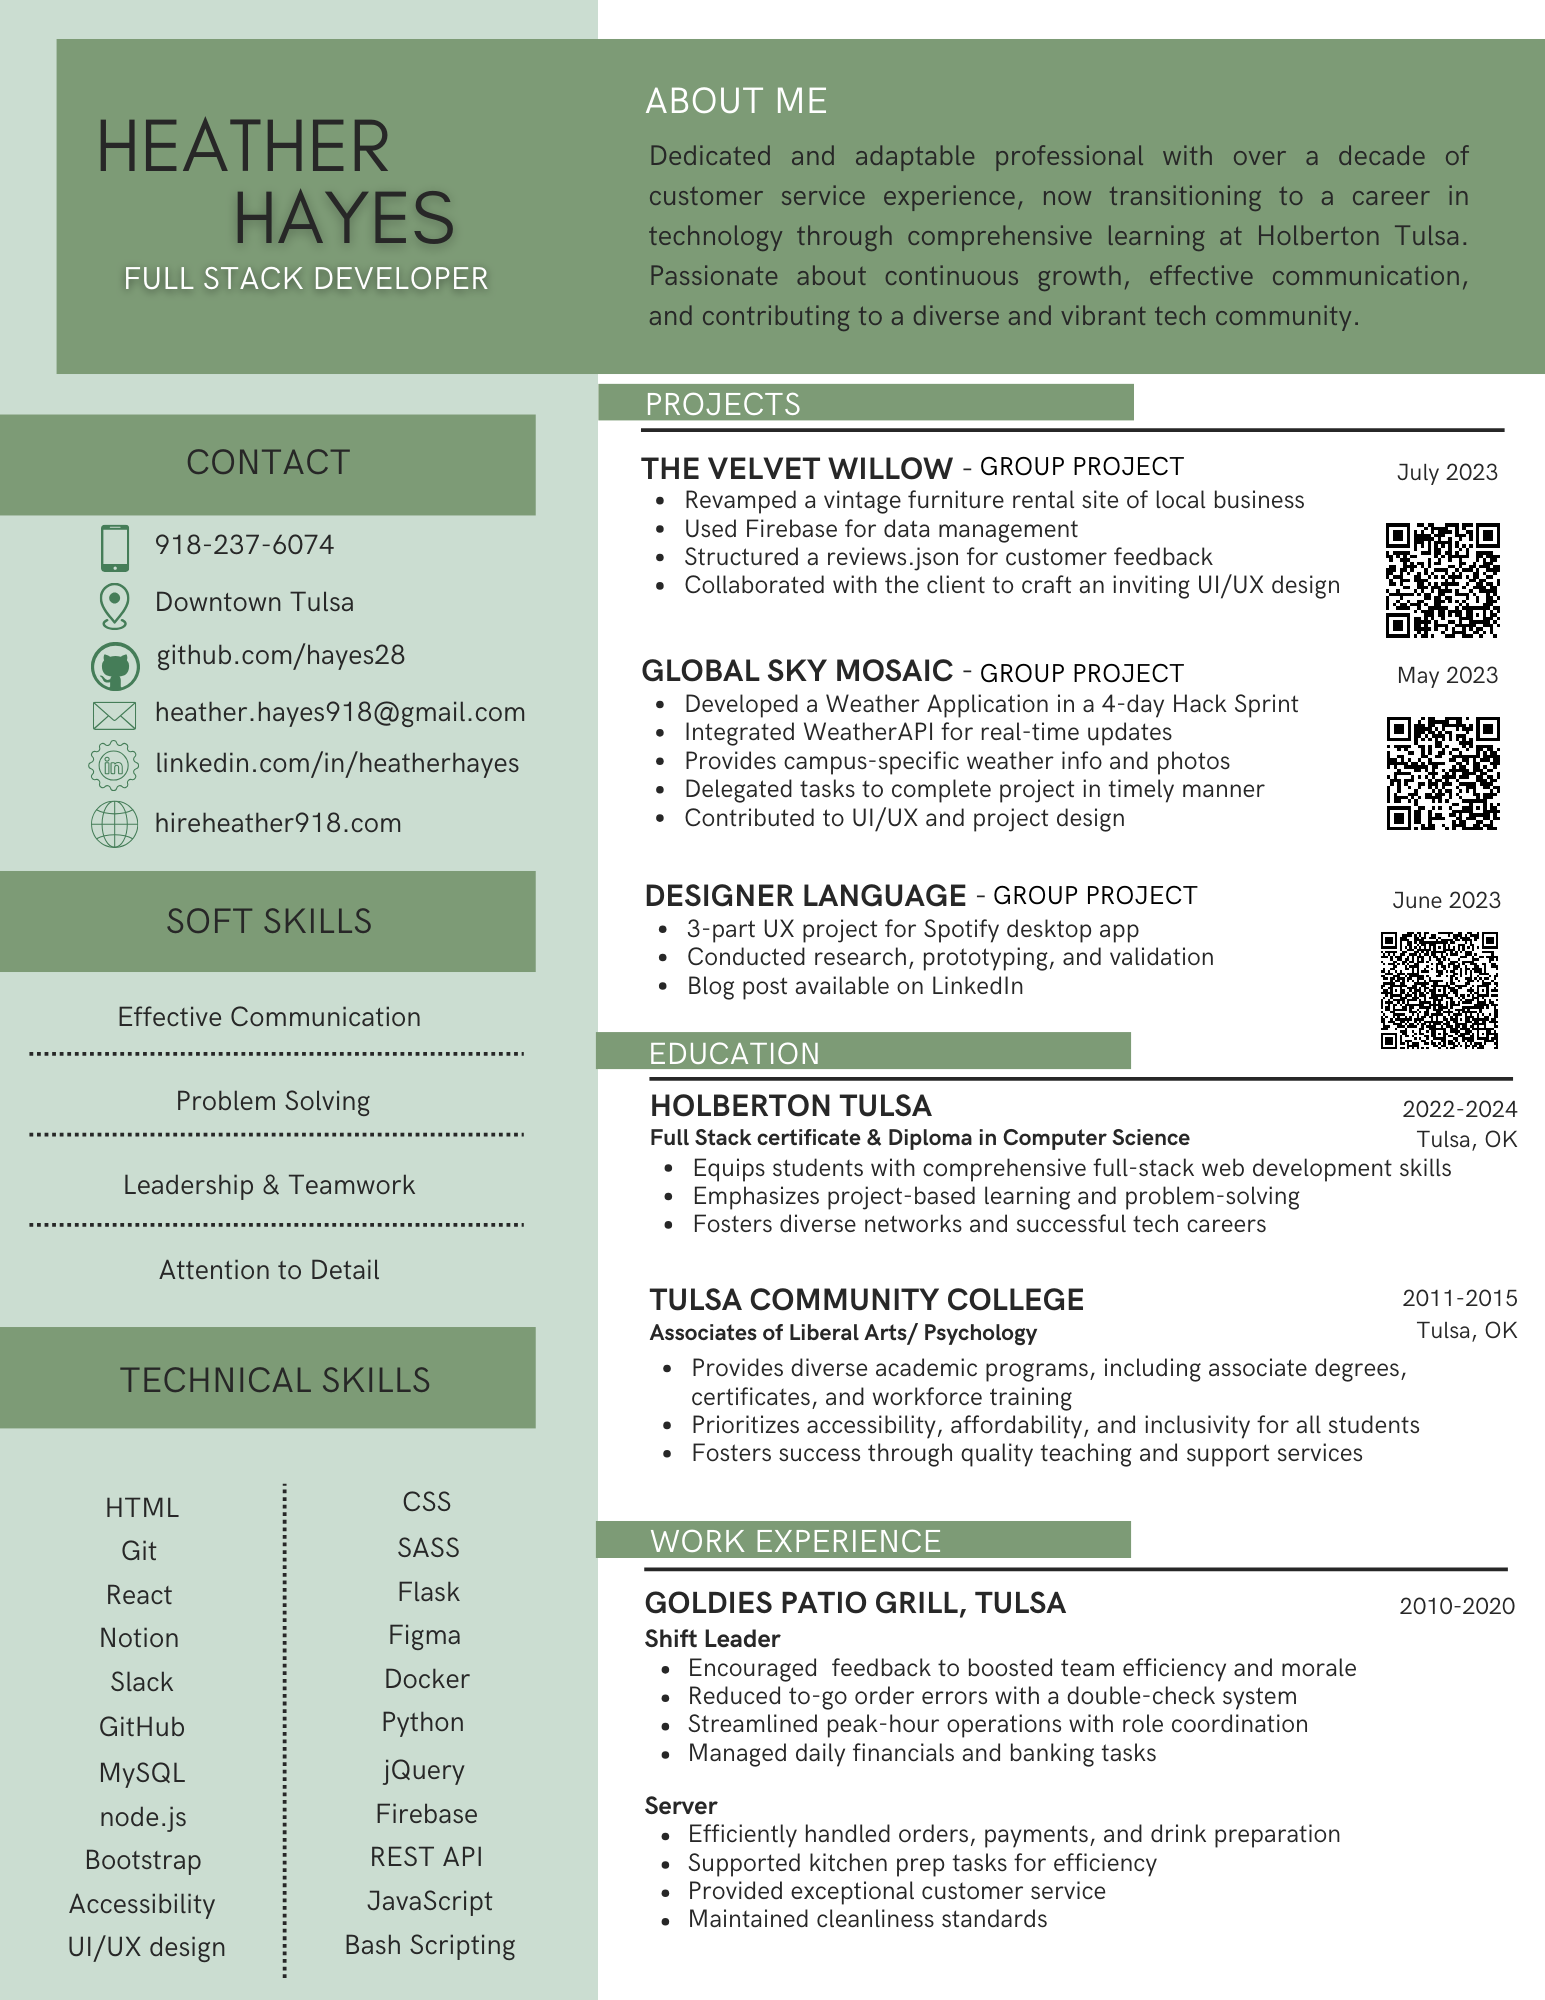 HEATHER
HAYES
FULL STACK DEVELOPER
ABOUT ME
Dedicated and adaptable professional with over a decade of
customer service experience, now transitioning to a career in
technology through comprehensive learning at Holberton Tulsa.
Passionate about continuous growth, effective communication,
and contributing to a diverse and vibrant tech community.
CONTACT
918-237-6074
Downtown Tulsa
github.com/hayes28
heather.hayes918@gmail.com
in
linkedin.com/in/heatherhayes
hireheather918.com
SOFT SKILLS
Effective Communication
Problem Solving
Leadership & Teamwork
Attention to Detail
TECHNICAL SKILLS
HTML
Git
React
Notion
Slack
GitHub
MySQL
node.js
Bootstrap
Accessibility
UI/UX design
CSS
SASS
Flask
Figma
Docker
Python
jQuery
Firebase
REST API
JavaScript
Bash Scripting
PROJECTS
THE VELVET WILLOW - GROUP PROJECT July 2023
• Revamped a vintage furniture rental site of local business
• Used Firebase for data management
• Structured a reviews.json for customer feedback
• Collaborated with the client to craft an inviting UI/UX design
GLOBAL SKY MOSAIC - GROUP PROJECT May 2023
• Developed a Weather Application in a 4-day Hack Sprint
• Integrated WeatherAPI for real-time updates
• Provides campus-specific weather info and photos
• Delegated tasks to complete project in timely manner
• Contributed to UI/UX and project design
DESIGNER LANGUAGE - GROUP PROJECT June 2023
• 3-part UX project for Spotify desktop app
• Conducted research, prototyping, and validation
• Blog post available on LinkedIn
EDUCATION
HOLBERTON TULSA 2022-2024
Full Stack certificate & Diploma in Computer Science Tulsa, OK
• Equips students with comprehensive full-stack web development skills
• Emphasizes project-based learning and problem-solving
• Fosters diverse networks and successful tech careers
TULSA COMMUNITY COLLEGE 2011-2015
Associates of Liberal Arts/ Psychology Tulsa, OK
• Provides diverse academic programs, including associate degrees,
certificates, and workforce training
• Prioritizes accessibility, affordability, and inclusivity for all students
• Fosters success through quality teaching and support services
WORK EXPERIENCE
GOLDIES PATIO GRILL, TULSA 2010-2020
Shift Leader
• Encouraged  feedback to boosted team efficiency and morale
• Reduced to-go order errors with a double-check system
• Streamlined peak-hour operations with role coordination
• Managed daily financials and banking tasks
Server
• Efficiently handled orders, payments, and drink preparation
• Supported kitchen prep tasks for efficiency
• Provided exceptional customer service
• Maintained cleanliness standards